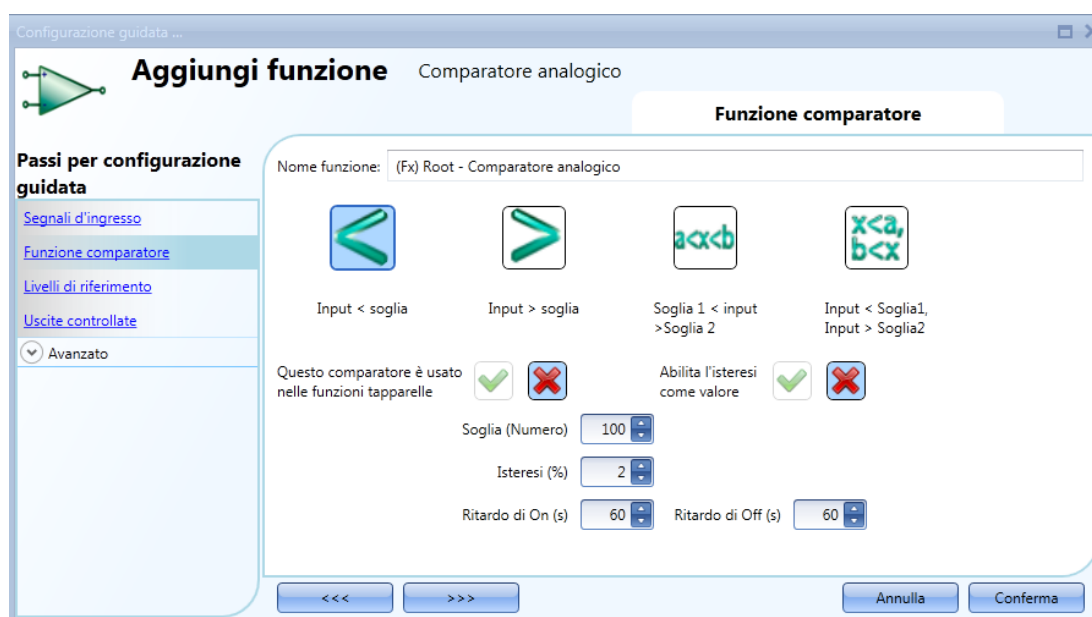 Configurazione guidata ...
Aggiungi funzione
Comparatore analogico
Funzione comparatore
Passi per configurazione
guidata
Segnali d'ingresso
Funzione comparatore
Livelli di riferimento
Uscite controllate
Avanzato
Nome funzione: (Fx) Root - Comparatore analogico
<
>
a<x<b
x<a,
b<x
Input < soglia
Input > soglia
Soglia 1 < input
>Soglia 2
Input < Soglia1,
Input > Soglia2
Questo comparatore è usato
nelle funzioni tapparelle
Abilita l'isteresi
come valore
Soglia (Numero) 100
Isteresi (%) 2
Ritardo di On (s) 60 Ritardo di Off (s) 60
<<< >>> Annulla Conferma